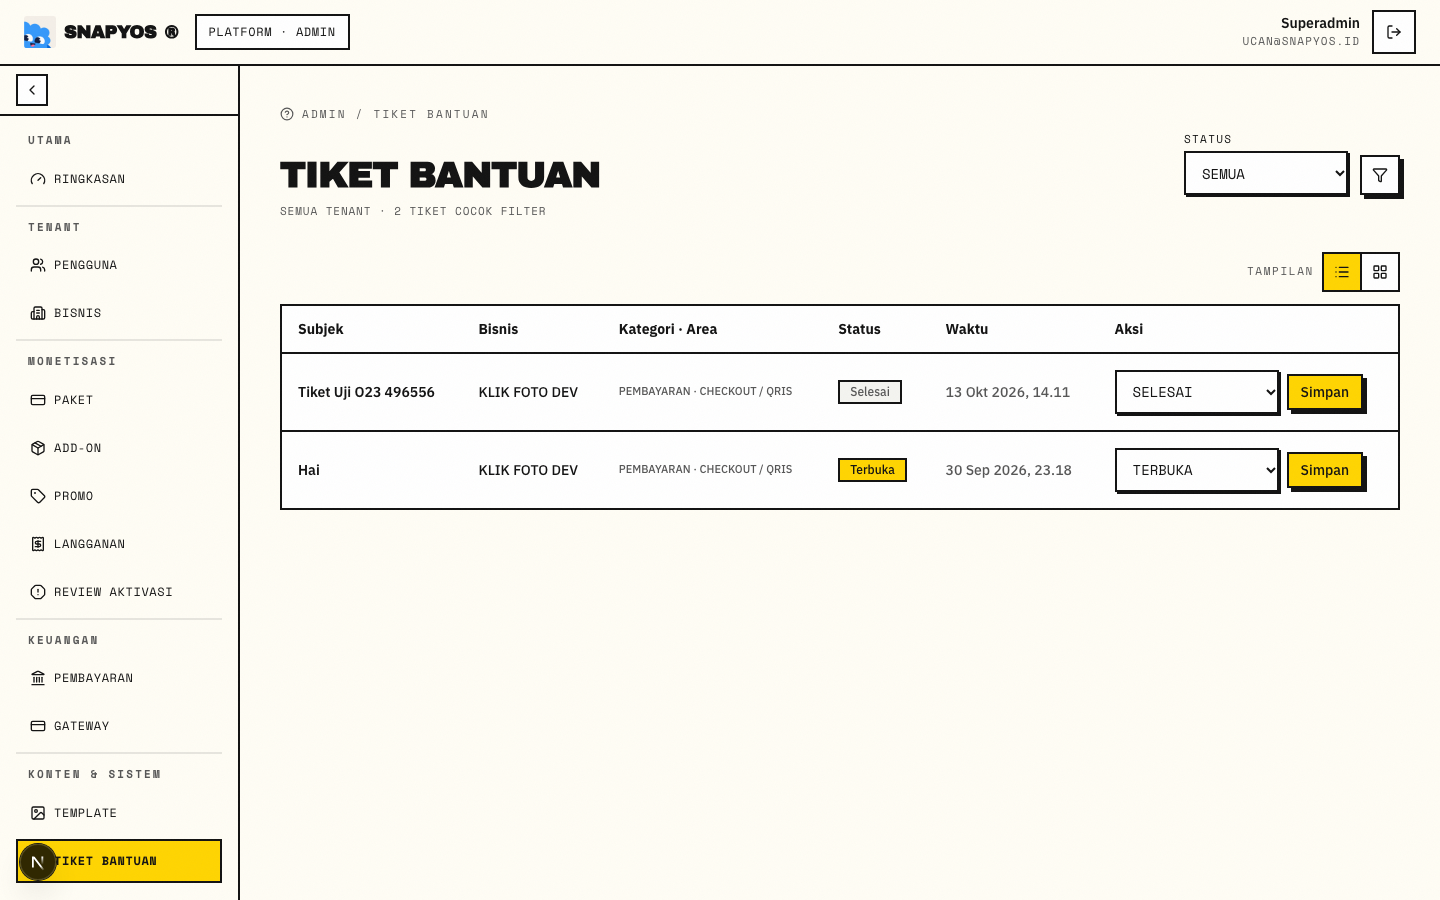 SNAPYOS ®
PLATFORM · ADMIN
Superadmin
UCAN@SNAPYOS.ID
UTAMA
RINGKASAN
TENANT
PENGGUNA
BISNIS
MONETISASI
PAKET
ADD-ON
PROMO
LANGGANAN
REVIEW AKTIVASI
KEUANGAN
PEMBAYARAN
GATEWAY
KONTEN & SISTEM
TEMPLATE
N
TIKET BANTUAN
ADMIN / TIKET BANTUAN
TIKET BANTUAN
SEMUA TENANT · 2 TIKET COCOK FILTER
STATUS
SEMUA
TAMPILAN
Subjek Bisnis Kategori · Area Status Waktu Aksi
Tiket Uji O23 496556 KLIK FOTO DEV PEMBAYARAN · CHECKOUT / QRIS Selesai 13 Okt 2026, 14.11 SELESAI Simpan
Hai KLIK FOTO DEV PEMBAYARAN · CHECKOUT / QRIS Terbuka 30 Sep 2026, 23.18 TERBUKA Simpan